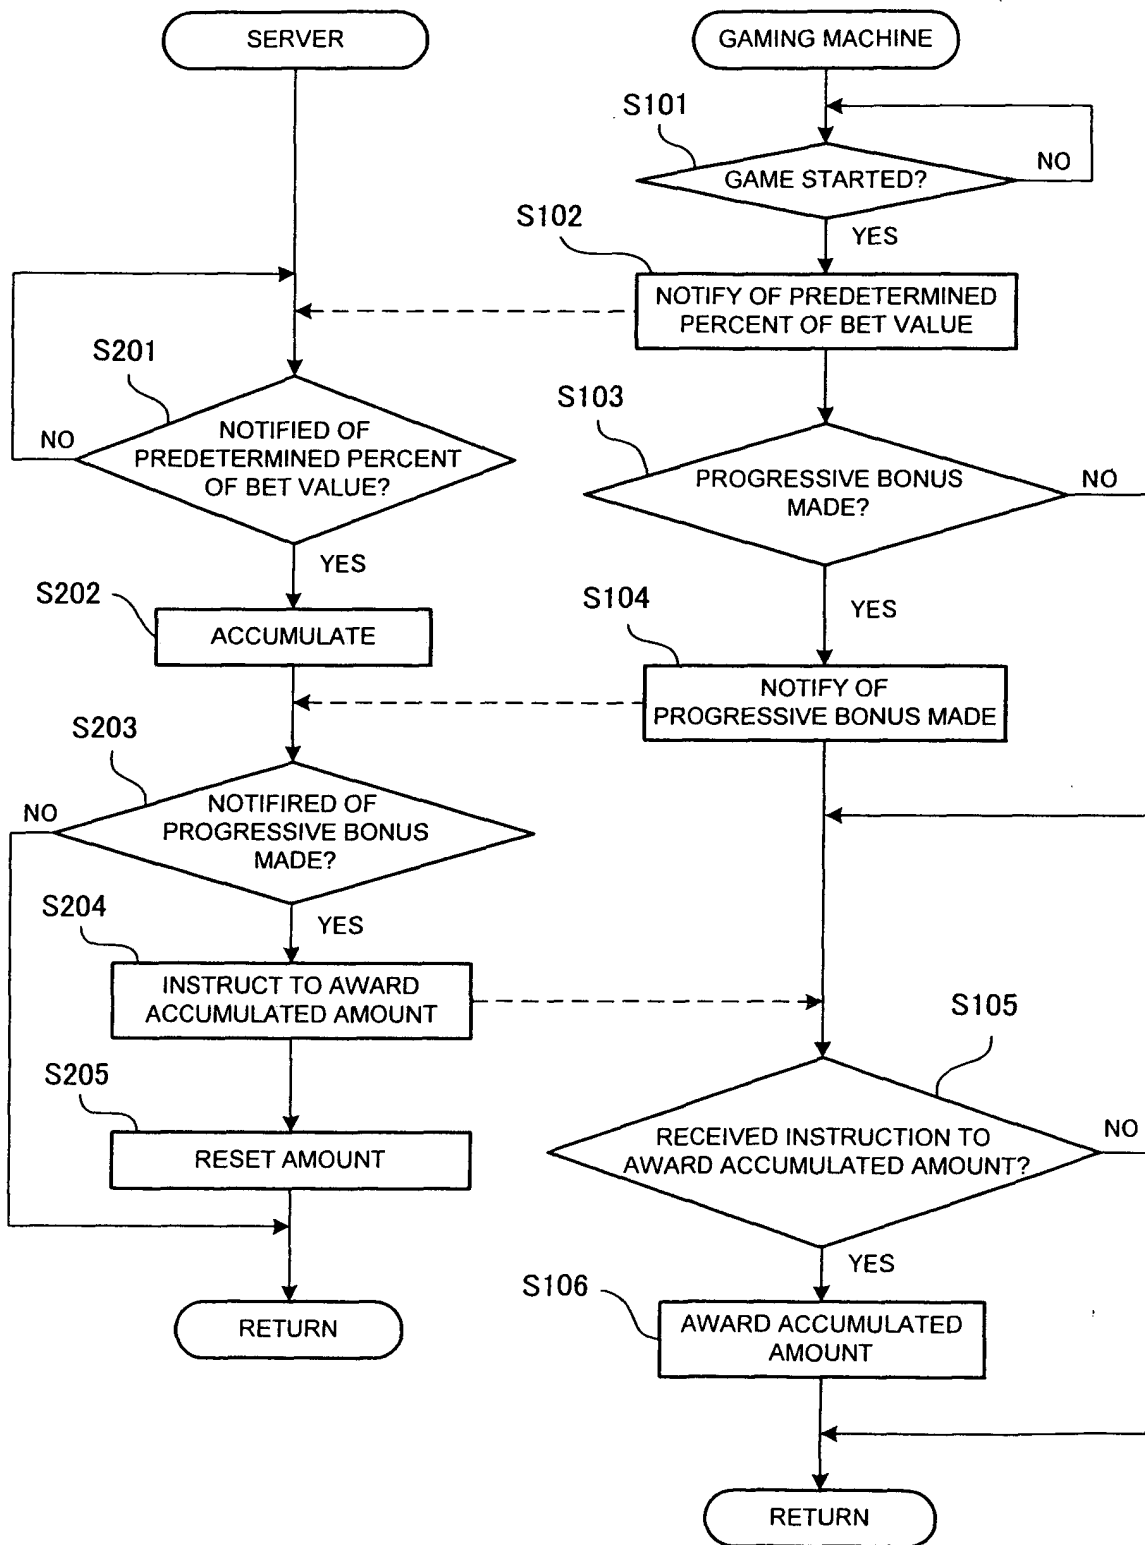 SERVER
GAMING MACHINE
S101
GAME STARTED?
NO
YES
S102
NOTIFY OF PREDETERMINED
PERCENT OF BET VALUE
S201
NOTIFIED OF
PREDETERMINED PERCENT
OF BET VALUE?
NO
YES
S103
PROGRESSIVE BONUS
MADE?
NO
YES
S202
ACCUMULATE
S104
NOTIFY OF
PROGRESSIVE BONUS MADE
S203
NOTIFIRED OF
PROGRESSIVE BONUS
MADE?
NO
YES
S204
INSTRUCT TO AWARD
ACCUMULATED AMOUNT
S105
RECEIVED INSTRUCTION TO
AWARD ACCUMULATED AMOUNT?
NO
YES
S205
RESET AMOUNT
S106
AWARD ACCUMULATED
AMOUNT
RETURN
RETURN